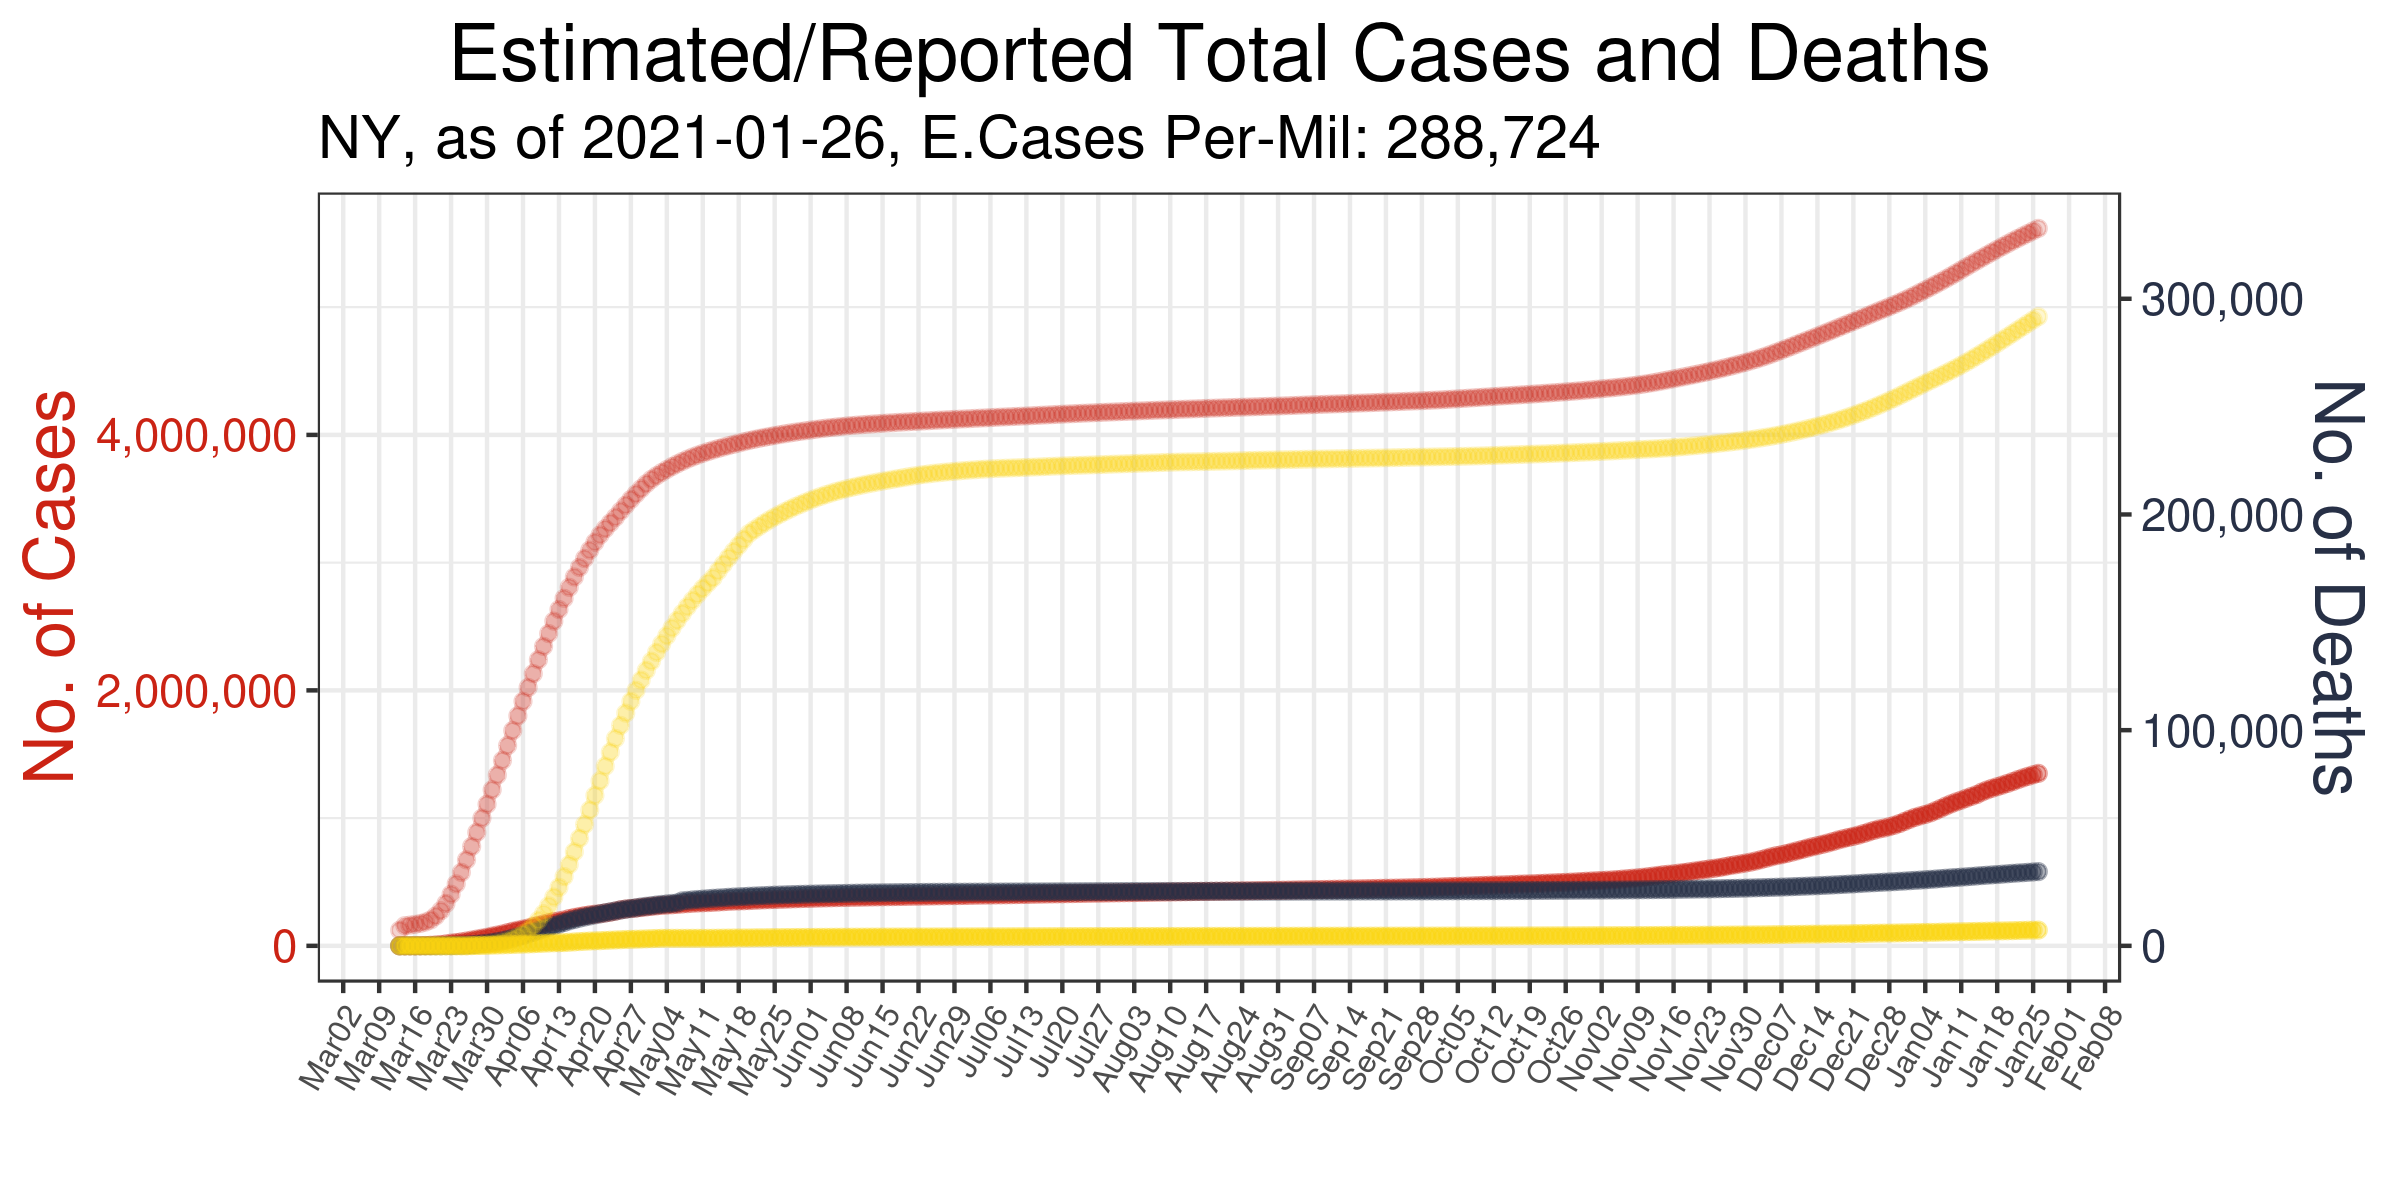 Estimated/Reported Total Cases and Deaths
NY, as of 2021-01-26, E.Cases Per-Mil: 288,724
No. of Cases
4,000,000
2,000,000
0
300,000
200,000
100,000
0
No. of Deaths
Mar02
Mar09
Mar16
Mar23
Mar30
Apr06
Apr13
Apr20
Apr27
May04
May11
May18
May25
Jun01
Jun08
Jun15
Jun22
Jun29
Jul06
Jul13
Jul20
Jul27
Aug03
Aug10
Aug17
Aug24
Aug31
Sep07
Sep14
Sep21
Sep28
Oct05
Oct12
Oct19
Oct26
Nov02
Nov09
Nov16
Nov23
Nov30
Dec07
Dec14
Dec21
Dec28
Jan04
Jan11
Jan18
Jan25
Feb01
Feb08